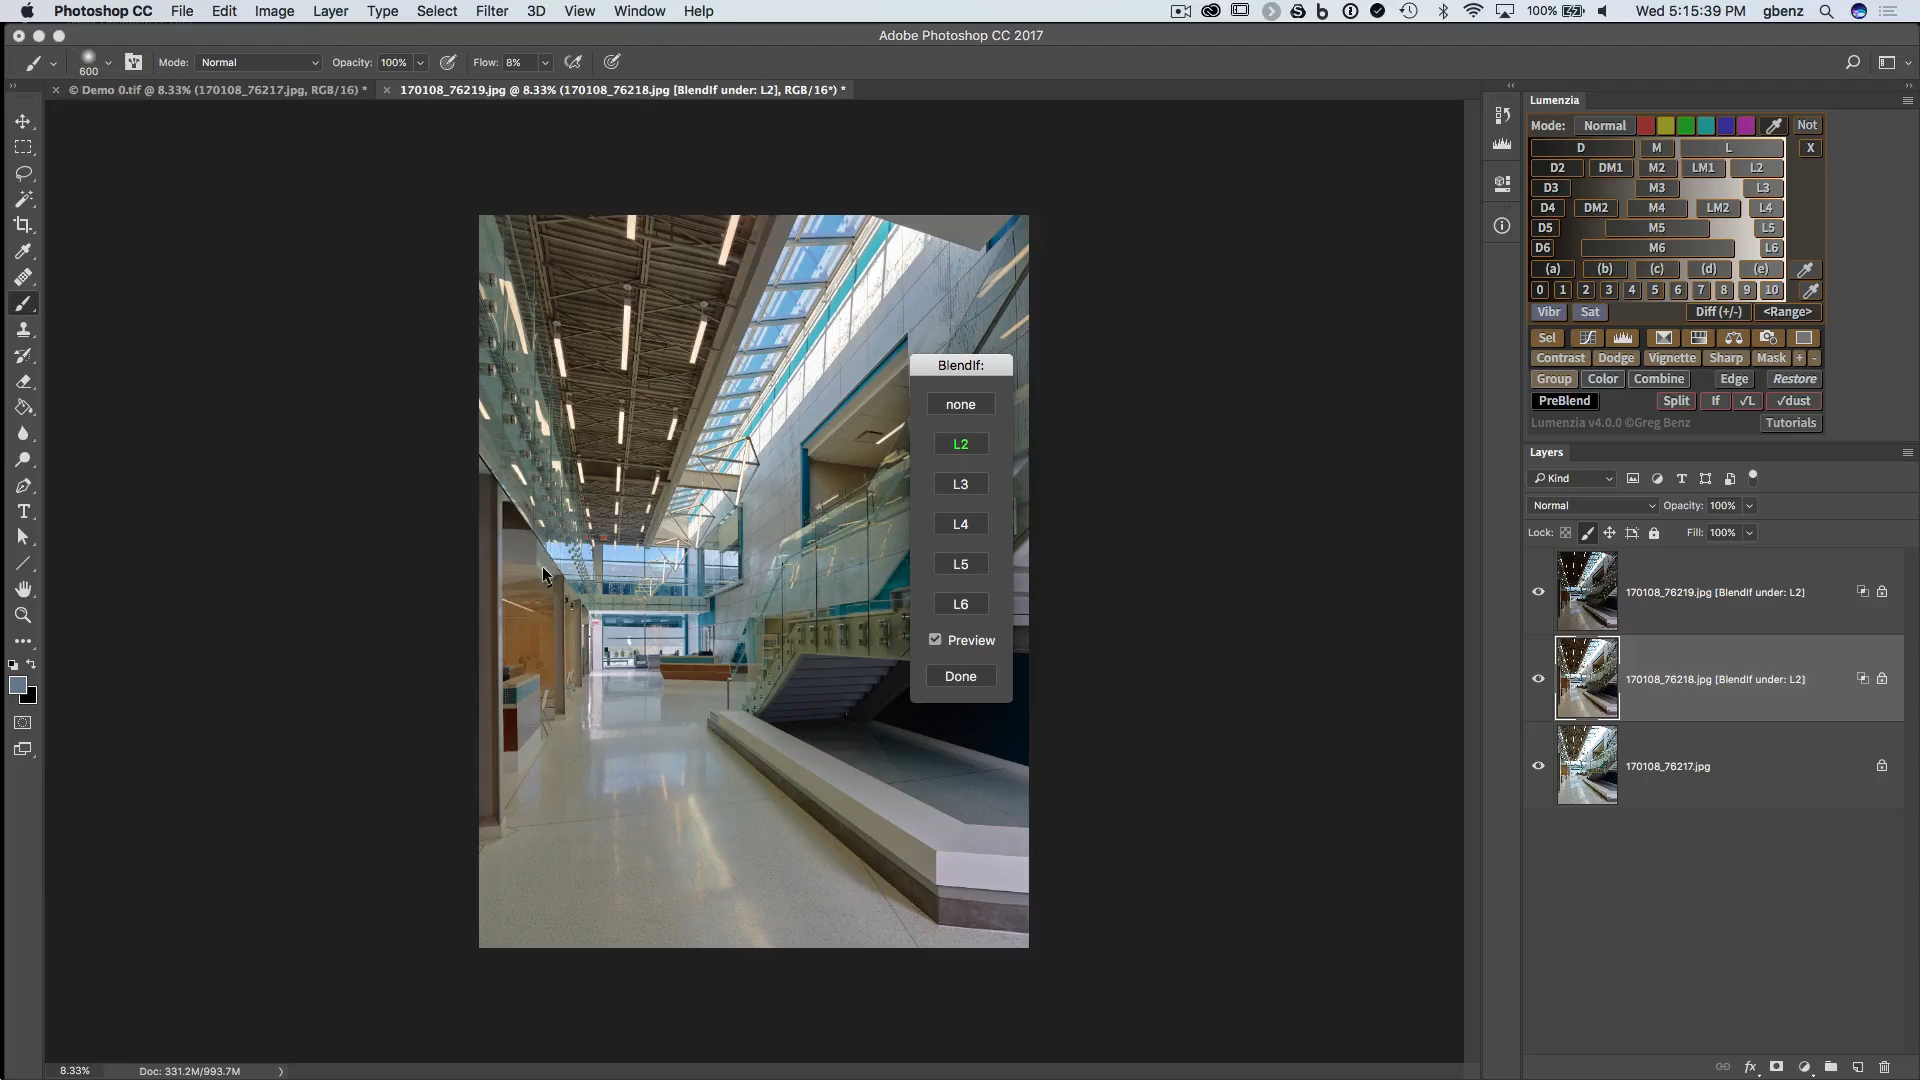 Photoshop CC File Edit Image Layer Type Select Filter 3D View Window Help 100% Wed 5:15:39 PM gbenz
Adobe Photoshop CC 2017
600 Mode: Normal Opacity: 100% Flow: 8%
© Demo 0.tif @ 8.33% (170108_76217.jpg, RGB/16) * 170108_76219.jpg @ 8.33% (170108_76218.jpg [BlendIf under: L2], RGB/16*) *
Lumenzia
Mode: Normal Not
D M L X
D2 DM1 M2 LM1 L2
D3 M3 L3
D4 DM2 M4 LM2 L4
D5 M5 L5
D6 M6 L6
(a) (b) (c) (d) (e)
0 1 2 3 4 5 6 7 8 9 10
Vibr Sat Diff (+/-) <Range>
Sel
Contrast Dodge Vignette Sharp Mask + -
Group Color Combine Edge Restore
PreBlend Split If √L √dust
Lumenzia v4.0.0 ©Greg Benz Tutorials
BlendIf:
none
L2
L3
L4
L5
L6
Preview
Done
Layers
Kind
Normal Opacity: 100%
Lock: Fill: 100%
170108_76219.jpg [BlendIf under: L2]
170108_76218.jpg [BlendIf under: L2]
170108_76217.jpg
8.33% Doc: 331.2M/993.7M